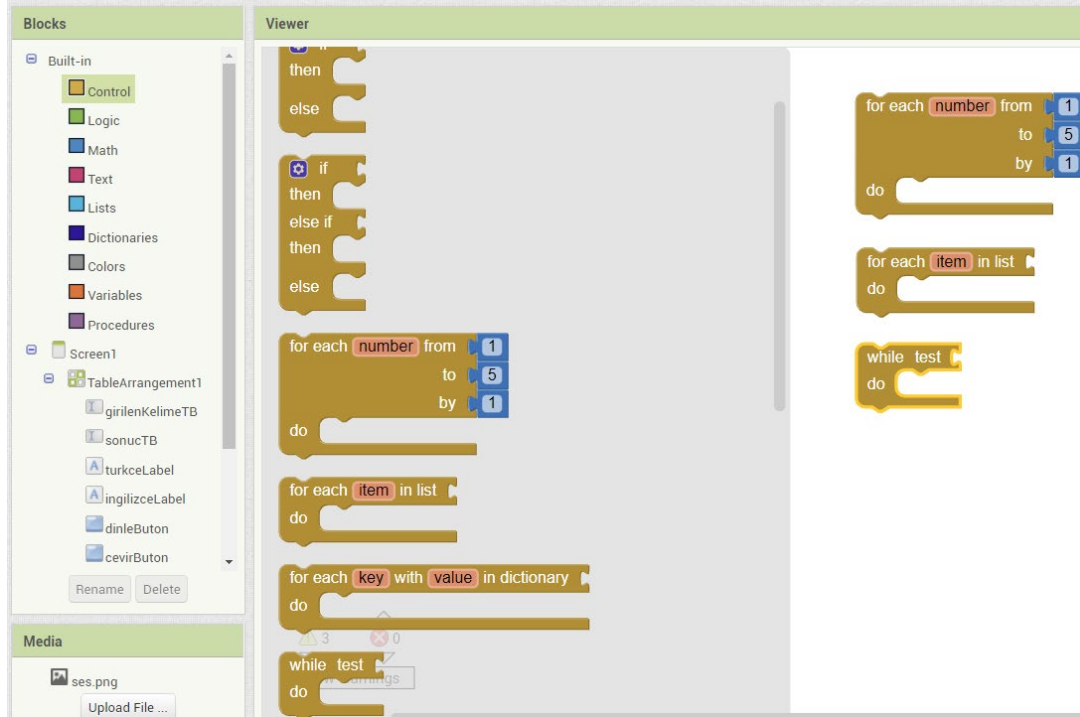 Blocks
Built-in
Control
Logic
Math
Text
Lists
Dictionaries
Colors
Variables
Procedures
Screen1
TableArrangement1
girilenKelimeTB
sonucTB
turkceLabel
ingilizceLabel
dinleButon
cevirButon
Rename Delete
Media
ses.png
Upload File ...
Viewer
if
then
else
if
then
else if
then
else
for each number from 1
to 5
by 1
do
for each item in list
do
for each key with value in dictionary
do
3 0
while test
do
for each number from 1
to 5
by 1
do
for each item in list
do
while test
do